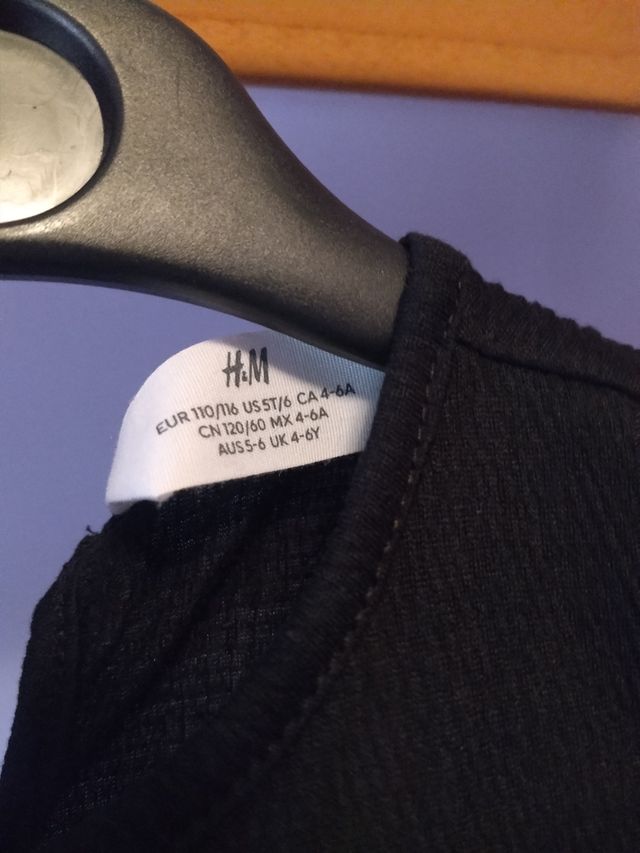 H&M
EUR 110/116 US 5T/6 CA 4-6A
CN 120/60 MX 4-6A
AUS 5-6 UK 4-6Y